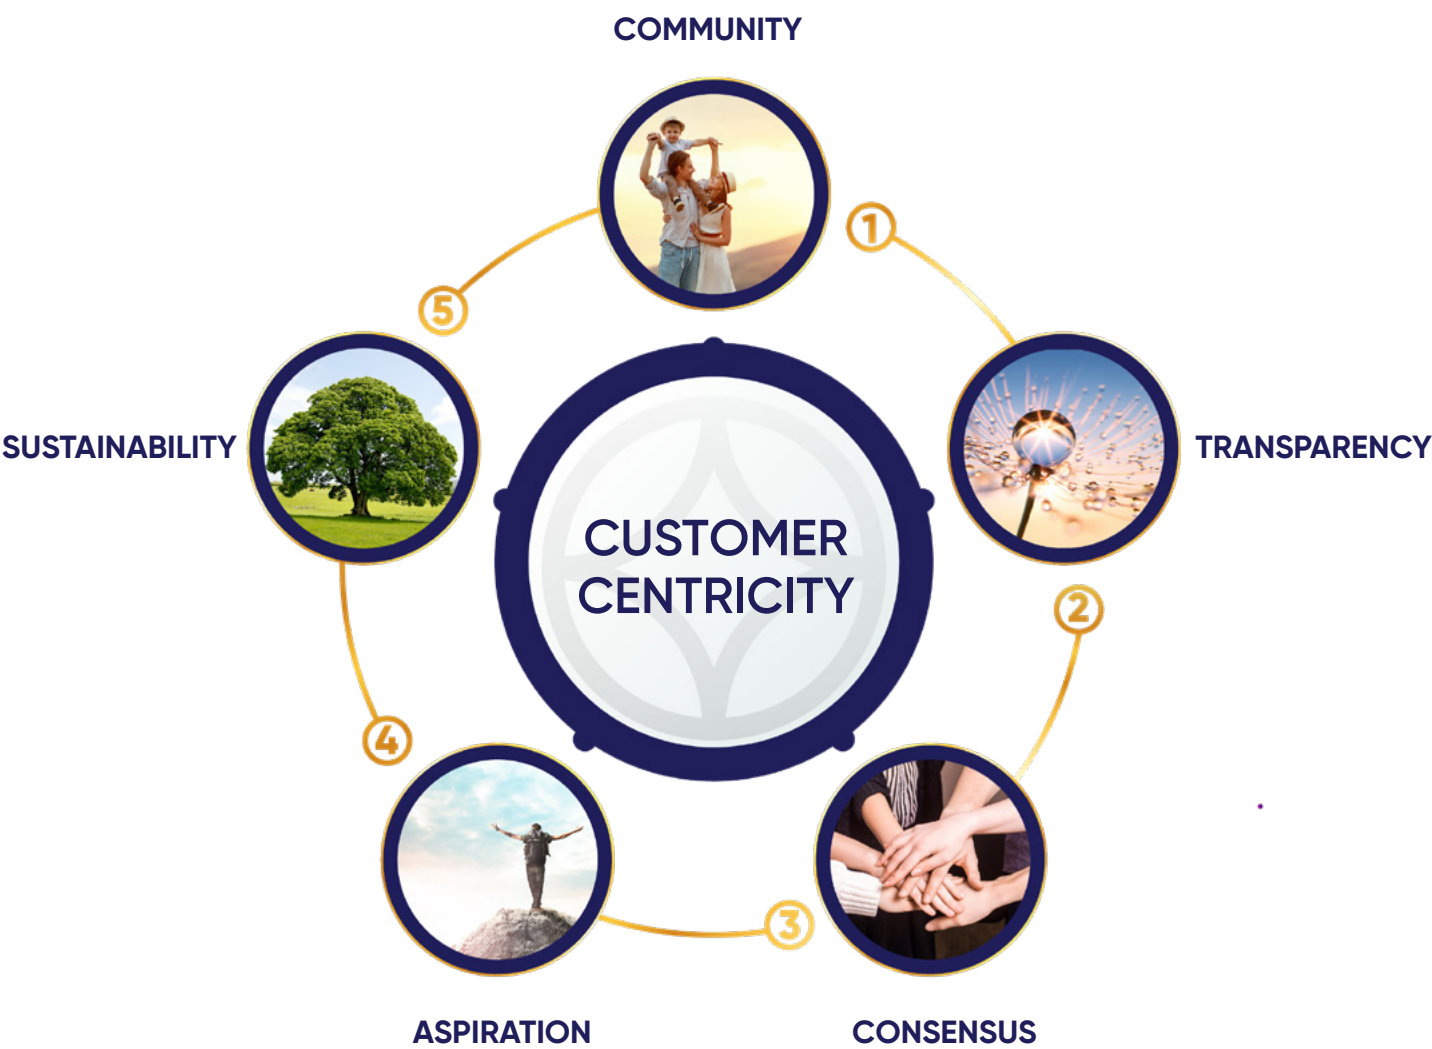 COMMUNITY
1
5
SUSTAINABILITY
TRANSPARENCY
CUSTOMER
CENTRICITY
2
4
3
ASPIRATION
CONSENSUS